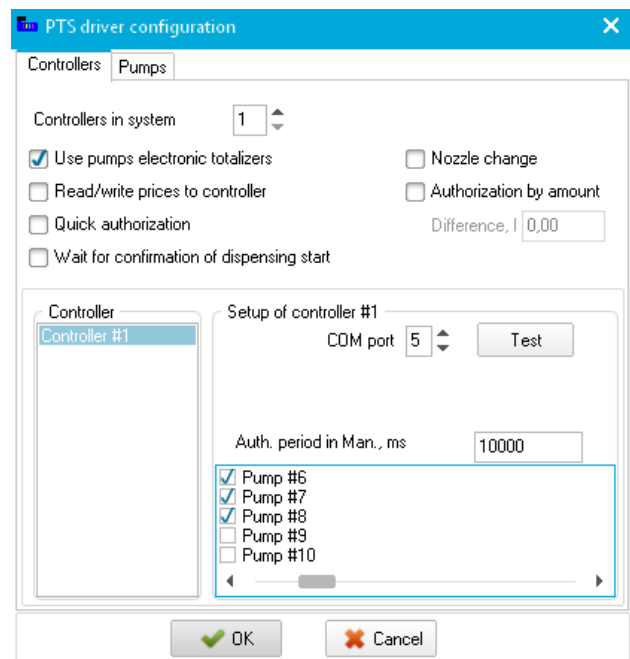 PTS driver configuration
Controllers Pumps
Controllers in system 1
Use pumps electronic totalizers Nozzle change
Read/write prices to controller Authorization by amount
Quick authorization Difference, l 0,00
Wait for confirmation of dispensing start
Controller Setup of controller #1
Controller #1 COM port 5 Test
Auth. period in Man., ms 10000
Pump #6
Pump #7
Pump #8
Pump #9
Pump #10
OK Cancel